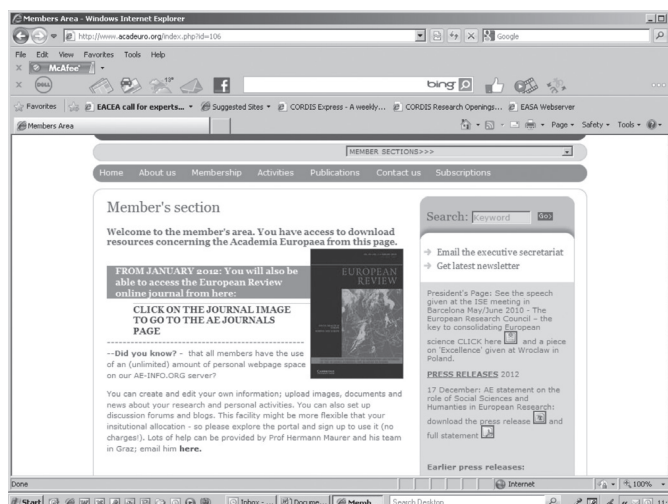 Members Area - Windows Internet Explorer
http://www.acadeuro.org/index.php?id=106
Google
File Edit View Favorites Tools Help
McAfee
DELL
12°
bing
Favorites EACEA call for experts... Suggested Sites CORDIS Express - A weekly... CORDIS Research Openings... EASA Webserver
Members Area
Page Safety Tools
MEMBER SECTIONS>>>
Home About us Membership Activities Publications Contact us Subscriptions
Member's section
Welcome to the member's area. You have access to download
resources concerning the Academia Europaea from this page.
FROM JANUARY 2012: You will also be
able to access the European Review
online journal from here:
CLICK ON THE JOURNAL IMAGE
TO GO TO THE AE JOURNALS
PAGE
EUROPEAN
REVIEW
--Did you know? - that all members have the use
of an (unlimited) amount of personal webpage space
on our AE-INFO.ORG server?
You can create and edit your own information; upload images, documents and
news about your research and personal activities. You can also set up
discussion forums and blogs. This facility might be more flexible that your
insitutional allocation - so please explore the portal and sign up to use it (no
charges!). Lots of help can be provided by Prof Hermann Maurer and his team
in Graz; email him here.
Search: Keyword Go>
Email the executive secretariat
Get latest newsletter
President's Page: See the speech
given at the ISE meeting in
Barcelona May/June 2010 - The
European Research Council - the
key to consolidating European
science CLICK here and a piece
on 'Excellence' given at Wroclaw in
Poland.
PRESS RELEASES 2012
17 December: AE statement on the
role of Social Sciences and
Humanities in European Research:
download the press release and
full statement
Earlier press releases:
Done Internet 100%
Start Inbox - ... Docume... Memb... Search Desktop